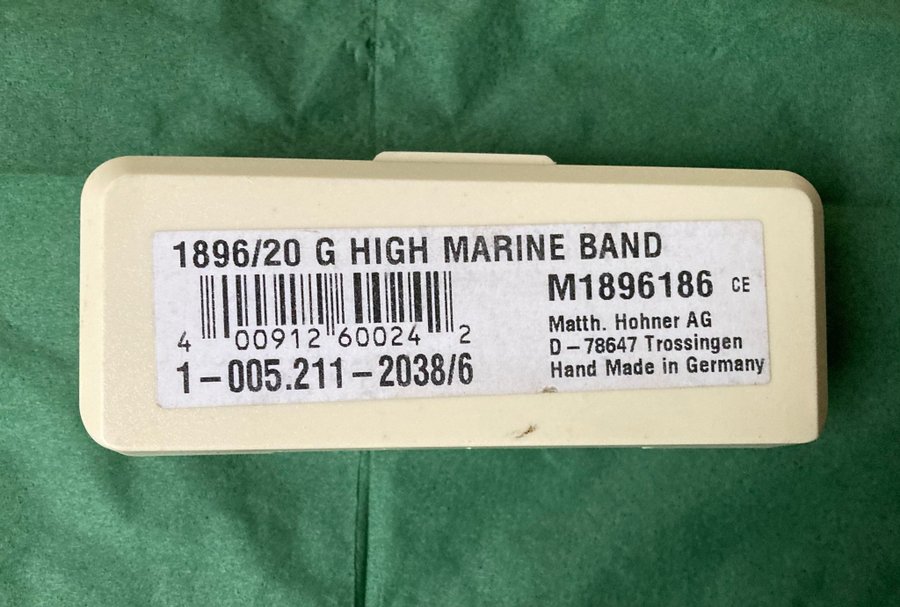 1896/20 G HIGH MARINE BAND
M1896186 CE
4 00912 60024 2
Matth. Hohner AG
D-78647 Trossingen
1-005.211-2038/6
Hand Made in Germany